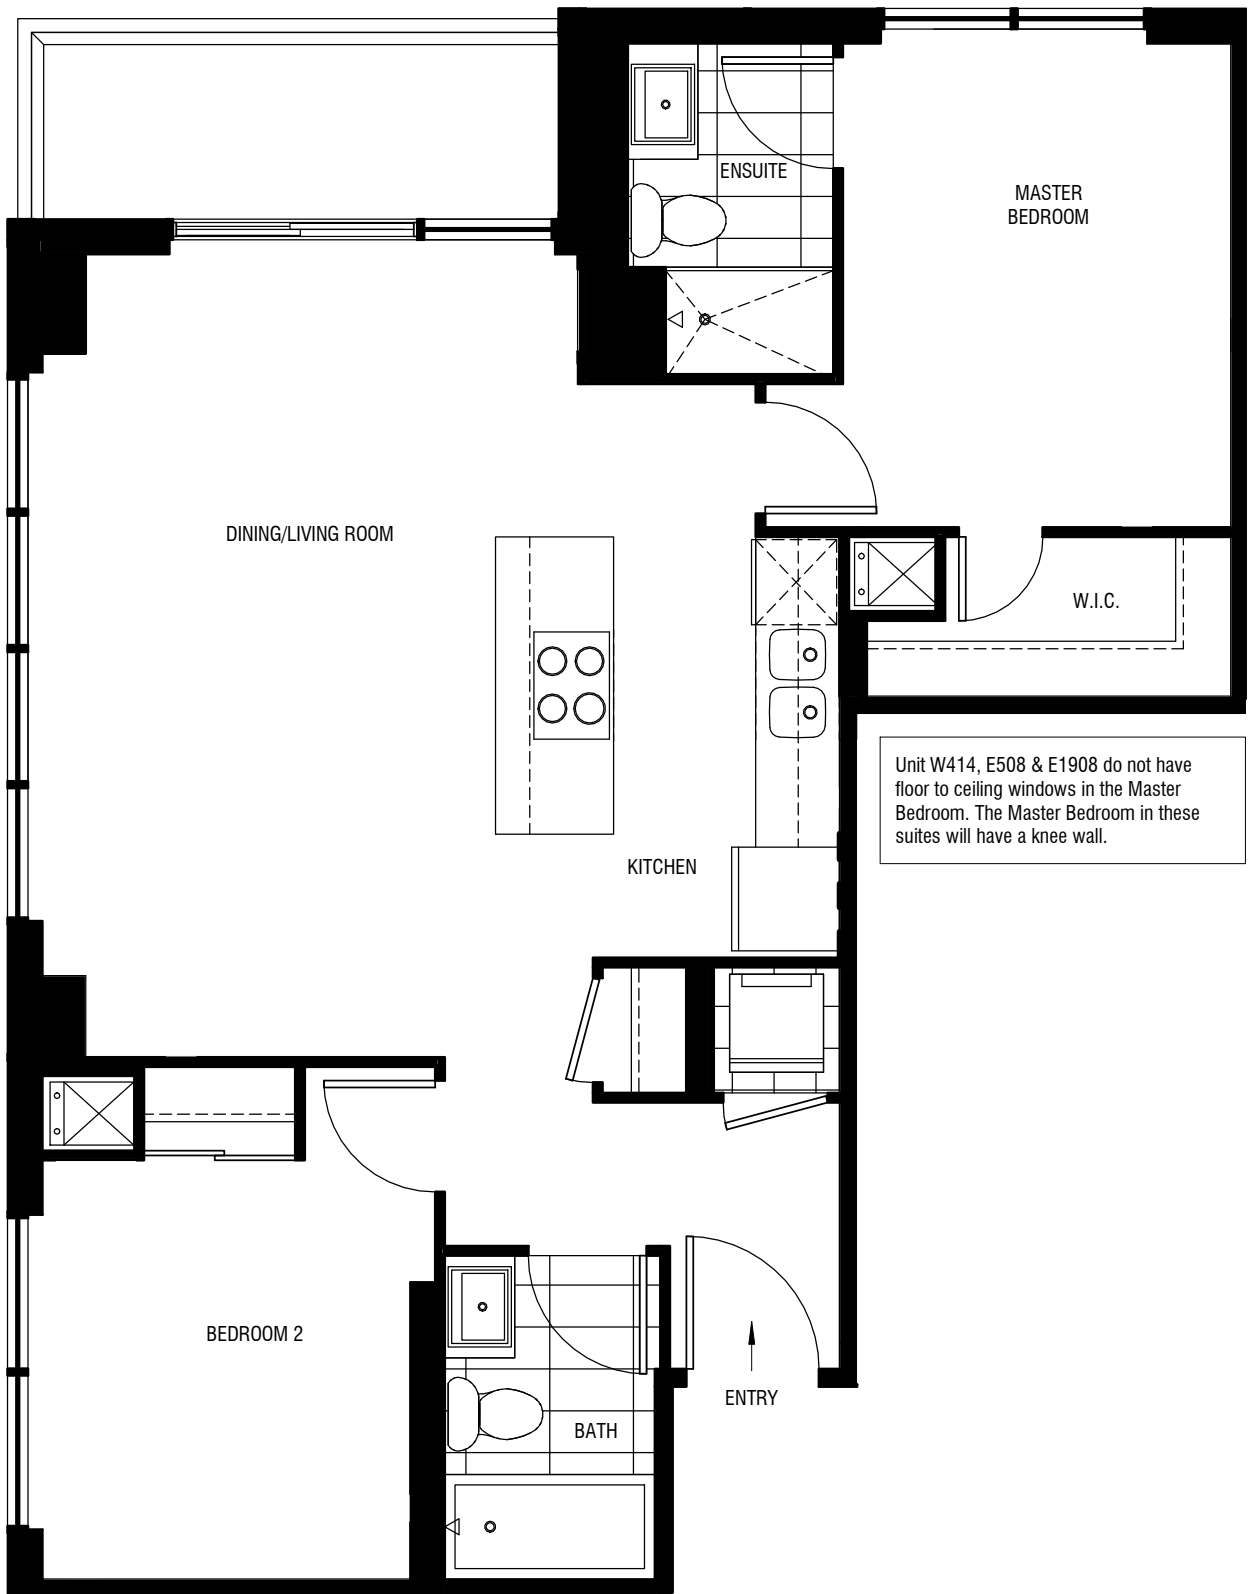 ENSUITE
MASTER
BEDROOM
DINING/LIVING ROOM
W.I.C.
Unit W414, E508 & E1908 do not have
floor to ceiling windows in the Master
Bedroom. The Master Bedroom in these
suites will have a knee wall.
KITCHEN
BEDROOM 2
ENTRY
BATH